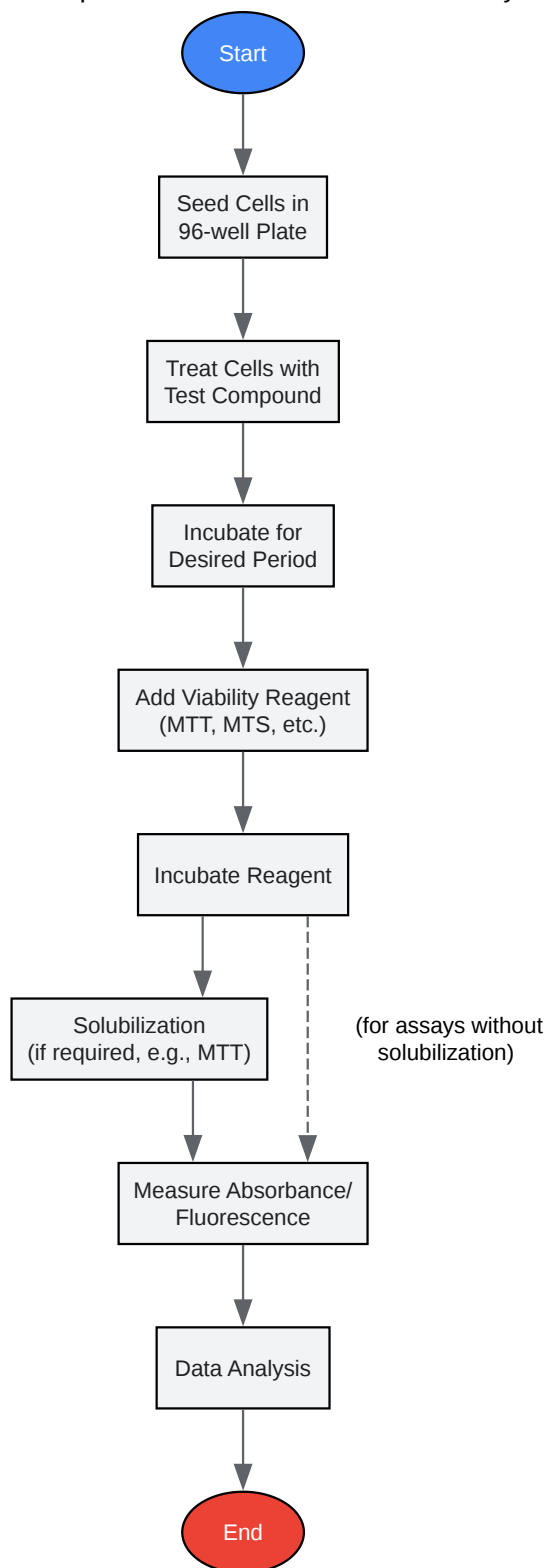 Start
Seed Cells in
96-well Plate
Treat Cells with
Test Compound
Incubate for
Desired Period
Add Viability Reagent
(MTT, MTS, etc.)
Incubate Reagent
Solubilization
(if required, e.g., MTT)
(for assays without
solubilization)
Measure Absorbance/
Fluorescence
Data Analysis
End